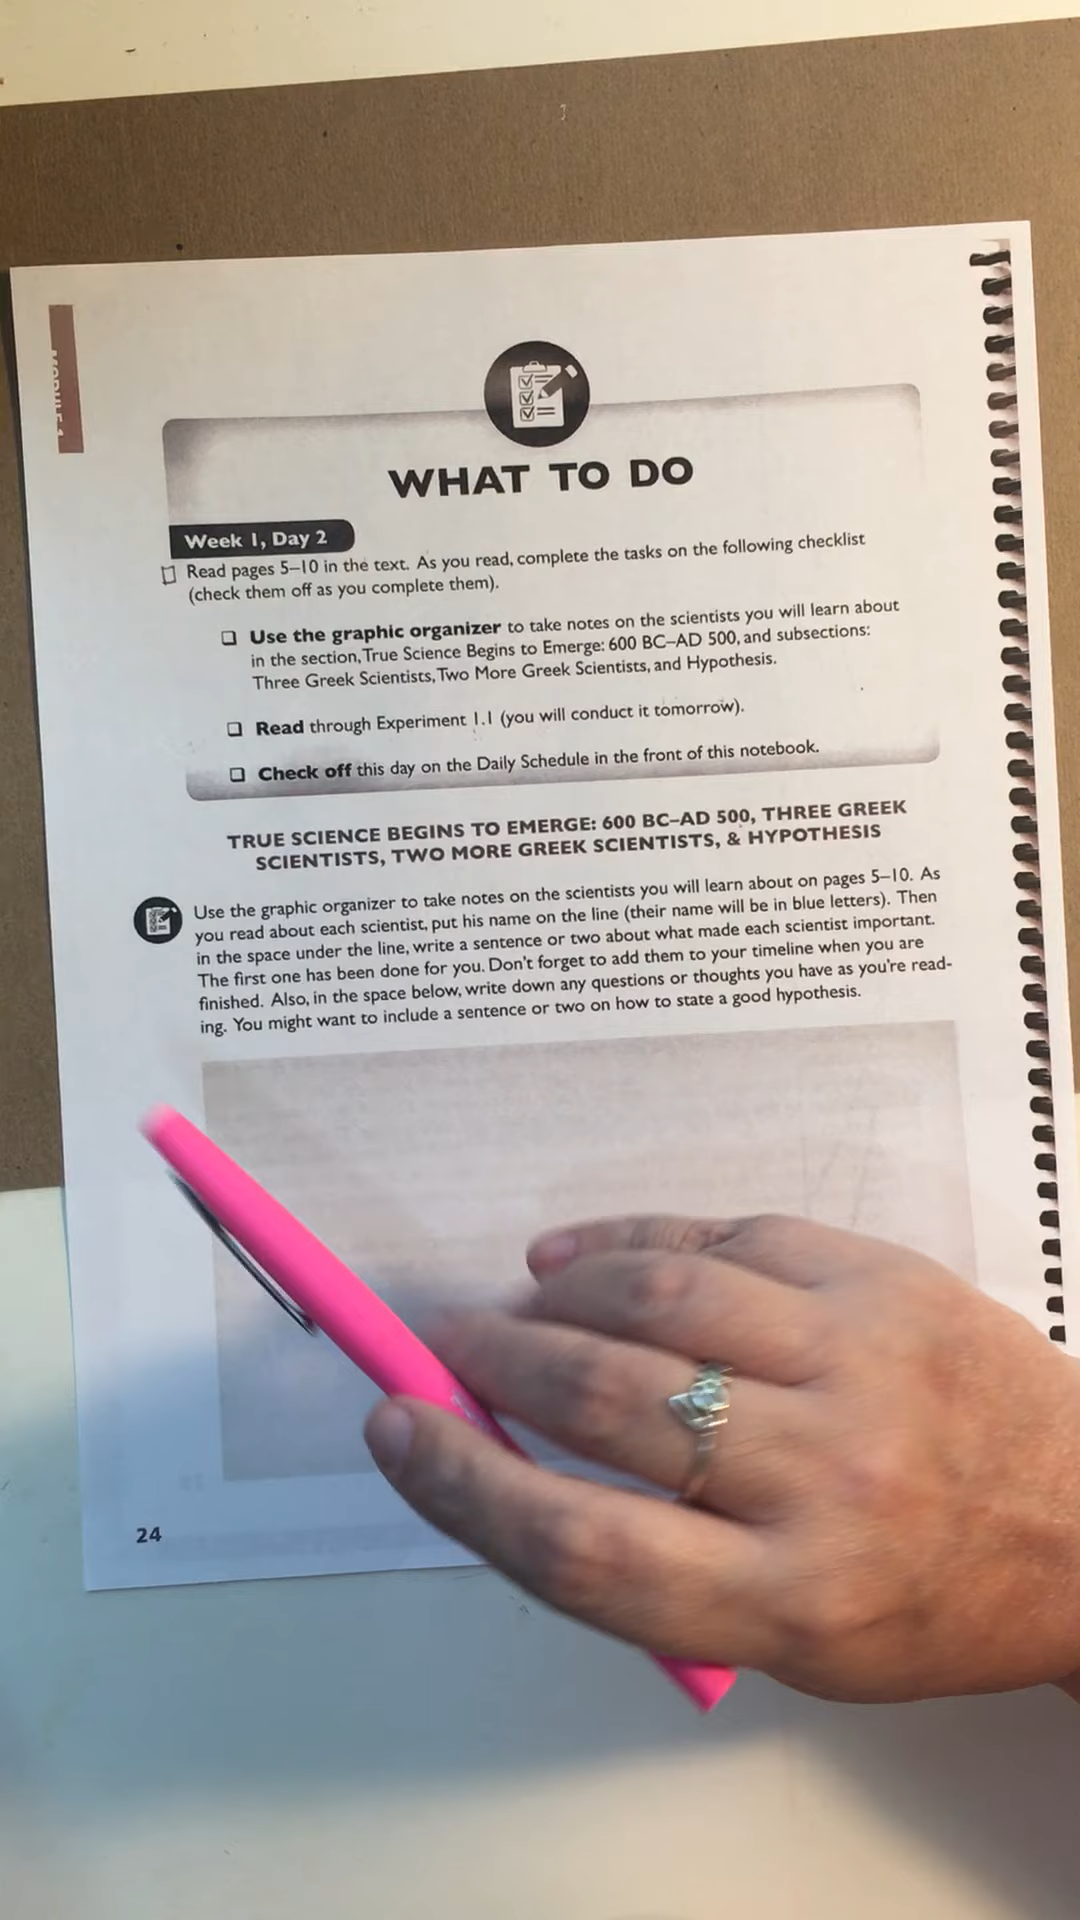 MODULE 1
WHAT TO DO
Week 1, Day 2
Read pages 5–10 in the text. As you read, complete the tasks on the following checklist
(check them off as you complete them).
Use the graphic organizer to take notes on the scientists you will learn about
in the section, True Science Begins to Emerge: 600 BC–AD 500, and subsections:
Three Greek Scientists, Two More Greek Scientists, and Hypothesis.
Read through Experiment 1.1 (you will conduct it tomorrow).
Check off this day on the Daily Schedule in the front of this notebook.
TRUE SCIENCE BEGINS TO EMERGE: 600 BC–AD 500, THREE GREEK
SCIENTISTS, TWO MORE GREEK SCIENTISTS, & HYPOTHESIS
Use the graphic organizer to take notes on the scientists you will learn about on pages 5–10. As
you read about each scientist, put his name on the line (their name will be in blue letters). Then
in the space under the line, write a sentence or two about what made each scientist important.
The first one has been done for you. Don't forget to add them to your timeline when you are
finished. Also, in the space below, write down any questions or thoughts you have as you're read-
ing. You might want to include a sentence or two on how to state a good hypothesis.
24